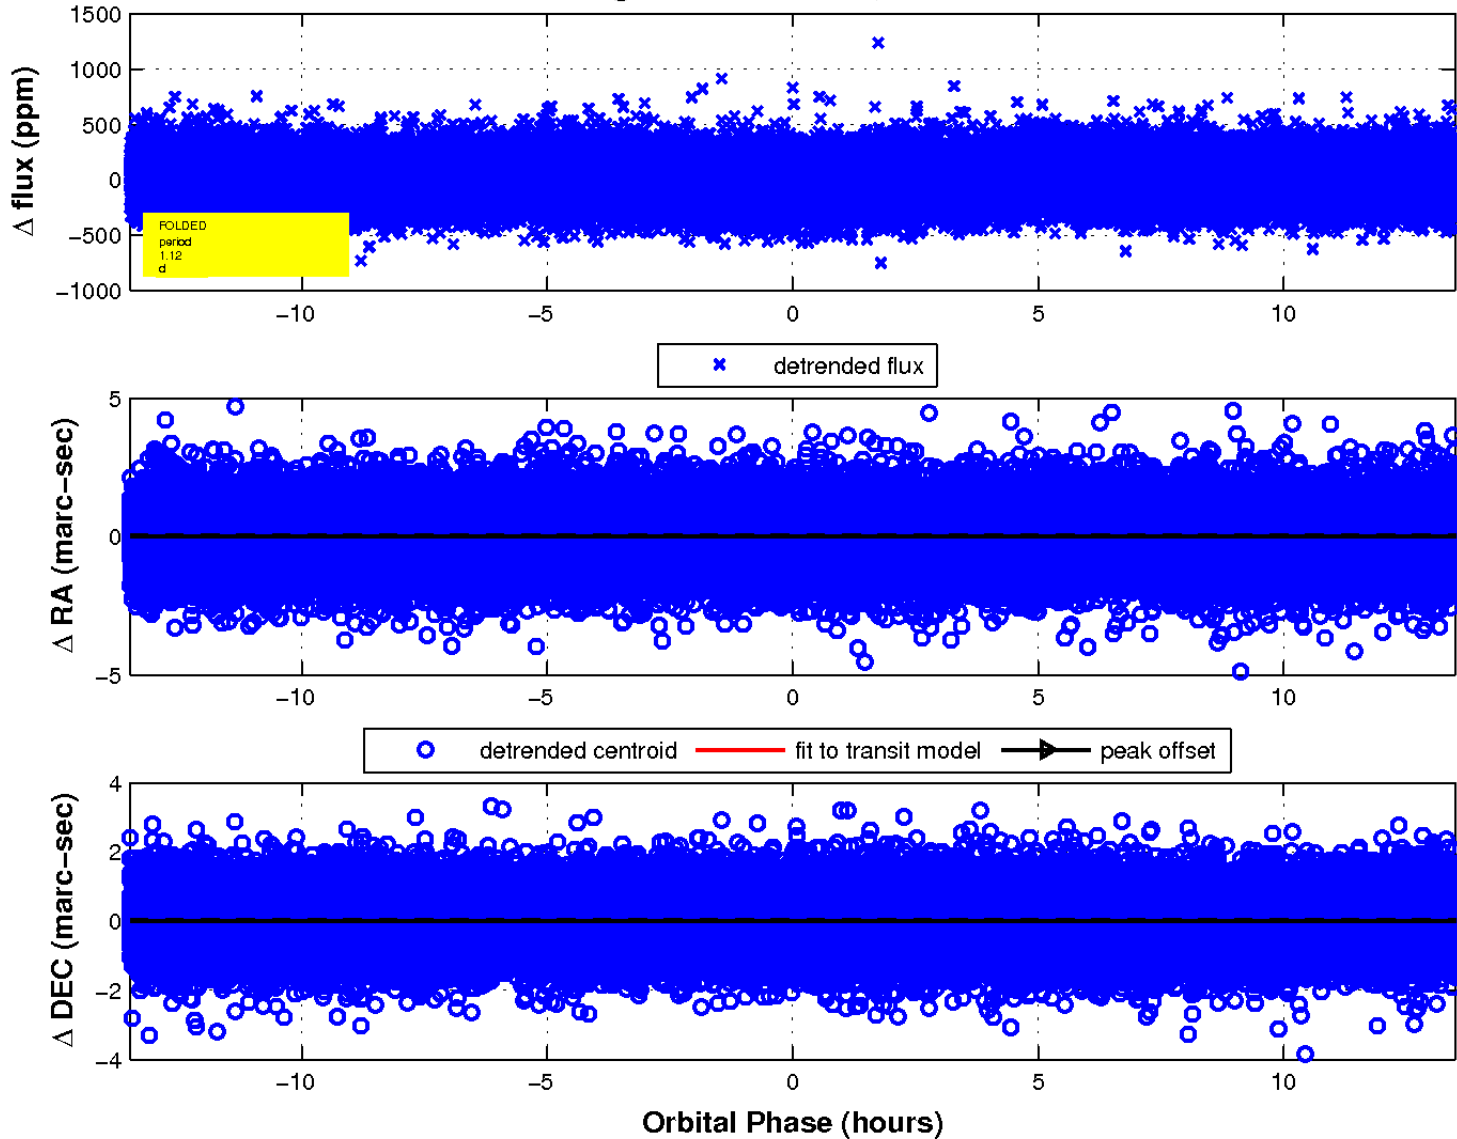 1500
1000
500
0
−500
−1000
Δ flux (ppm)
FOLDED
period
1.12
d
−10 −5 0 5 10
detrended flux
5
0
−5
Δ RA (marc−sec)
−10 −5 0 5 10
detrended centroid fit to transit model peak offset
4
2
0
−2
−4
Δ DEC (marc−sec)
−10 −5 0 5 10
Orbital Phase (hours)